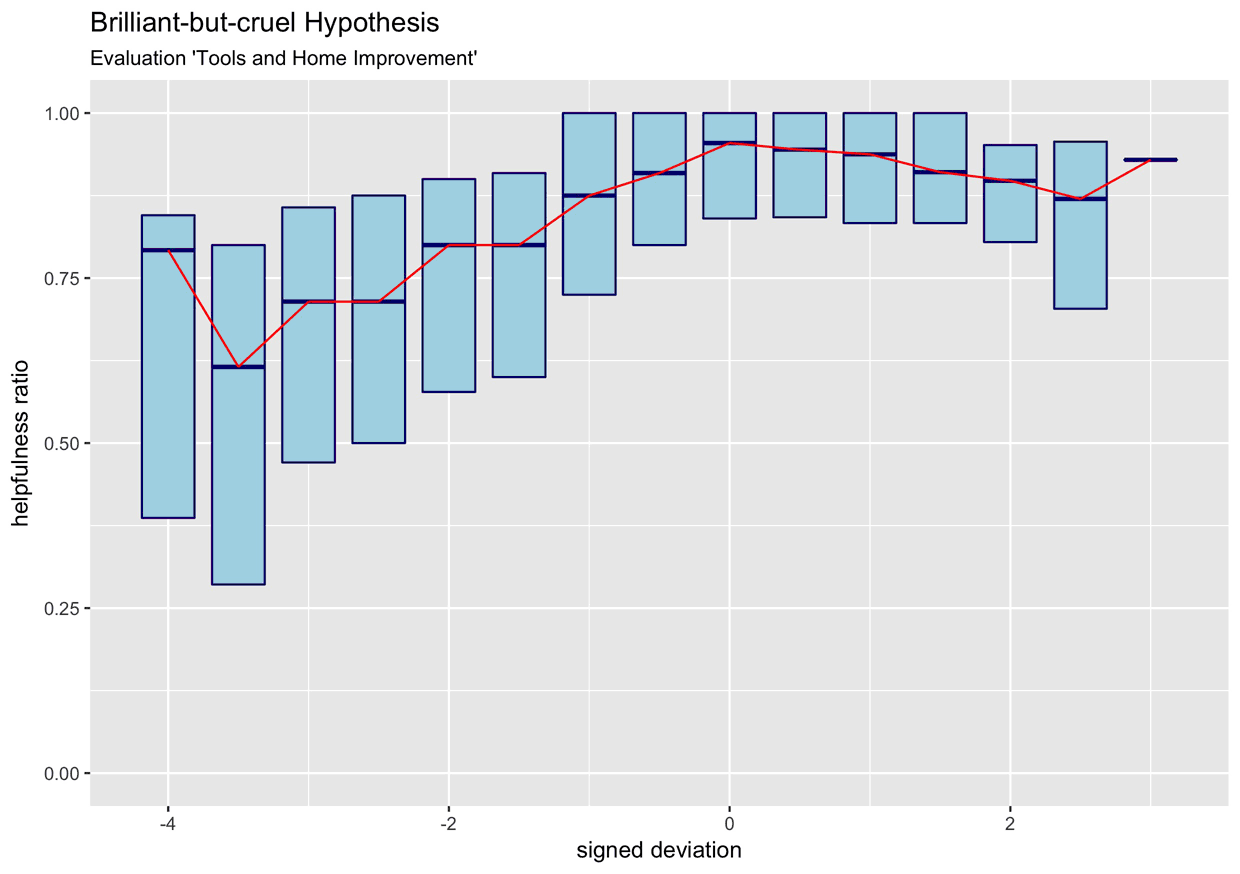 Brilliant-but-cruel Hypothesis
Evaluation 'Tools and Home Improvement'
helpfulness ratio
1.00
0.75
0.50
0.25
0.00
-4
-2
0
2
signed deviation